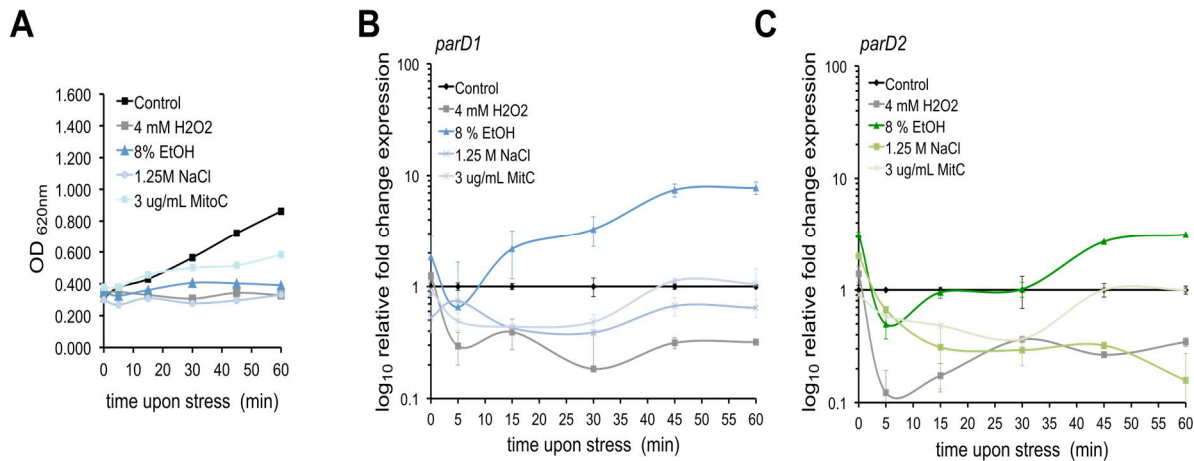 A
OD 620nm
1.600
1.400
1.200
1.000
0.800
0.600
0.400
0.200
0.000
Control
4 mM H2O2
8% EtOH
1.25M NaCl
3 ug/mL MitoC
0 10 20 30 40 50 60
time upon stress (min)
B
parD1
log10 relative fold change expression
100
10
1
0.1
Control
4 mM H2O2
8 % EtOH
1.25 M NaCl
3 ug/mL MitC
0 5 10 15 20 25 30 35 40 45 50 55 60
time upon stress (min)
C
parD2
log10 relative fold change expression
100
10
1
0.1
Control
4 mM H2O2
8 % EtOH
1.25 M NaCl
3 ug/mL MitC
0 5 10 15 20 25 30 35 40 45 50 55 60
time upon stress (min)